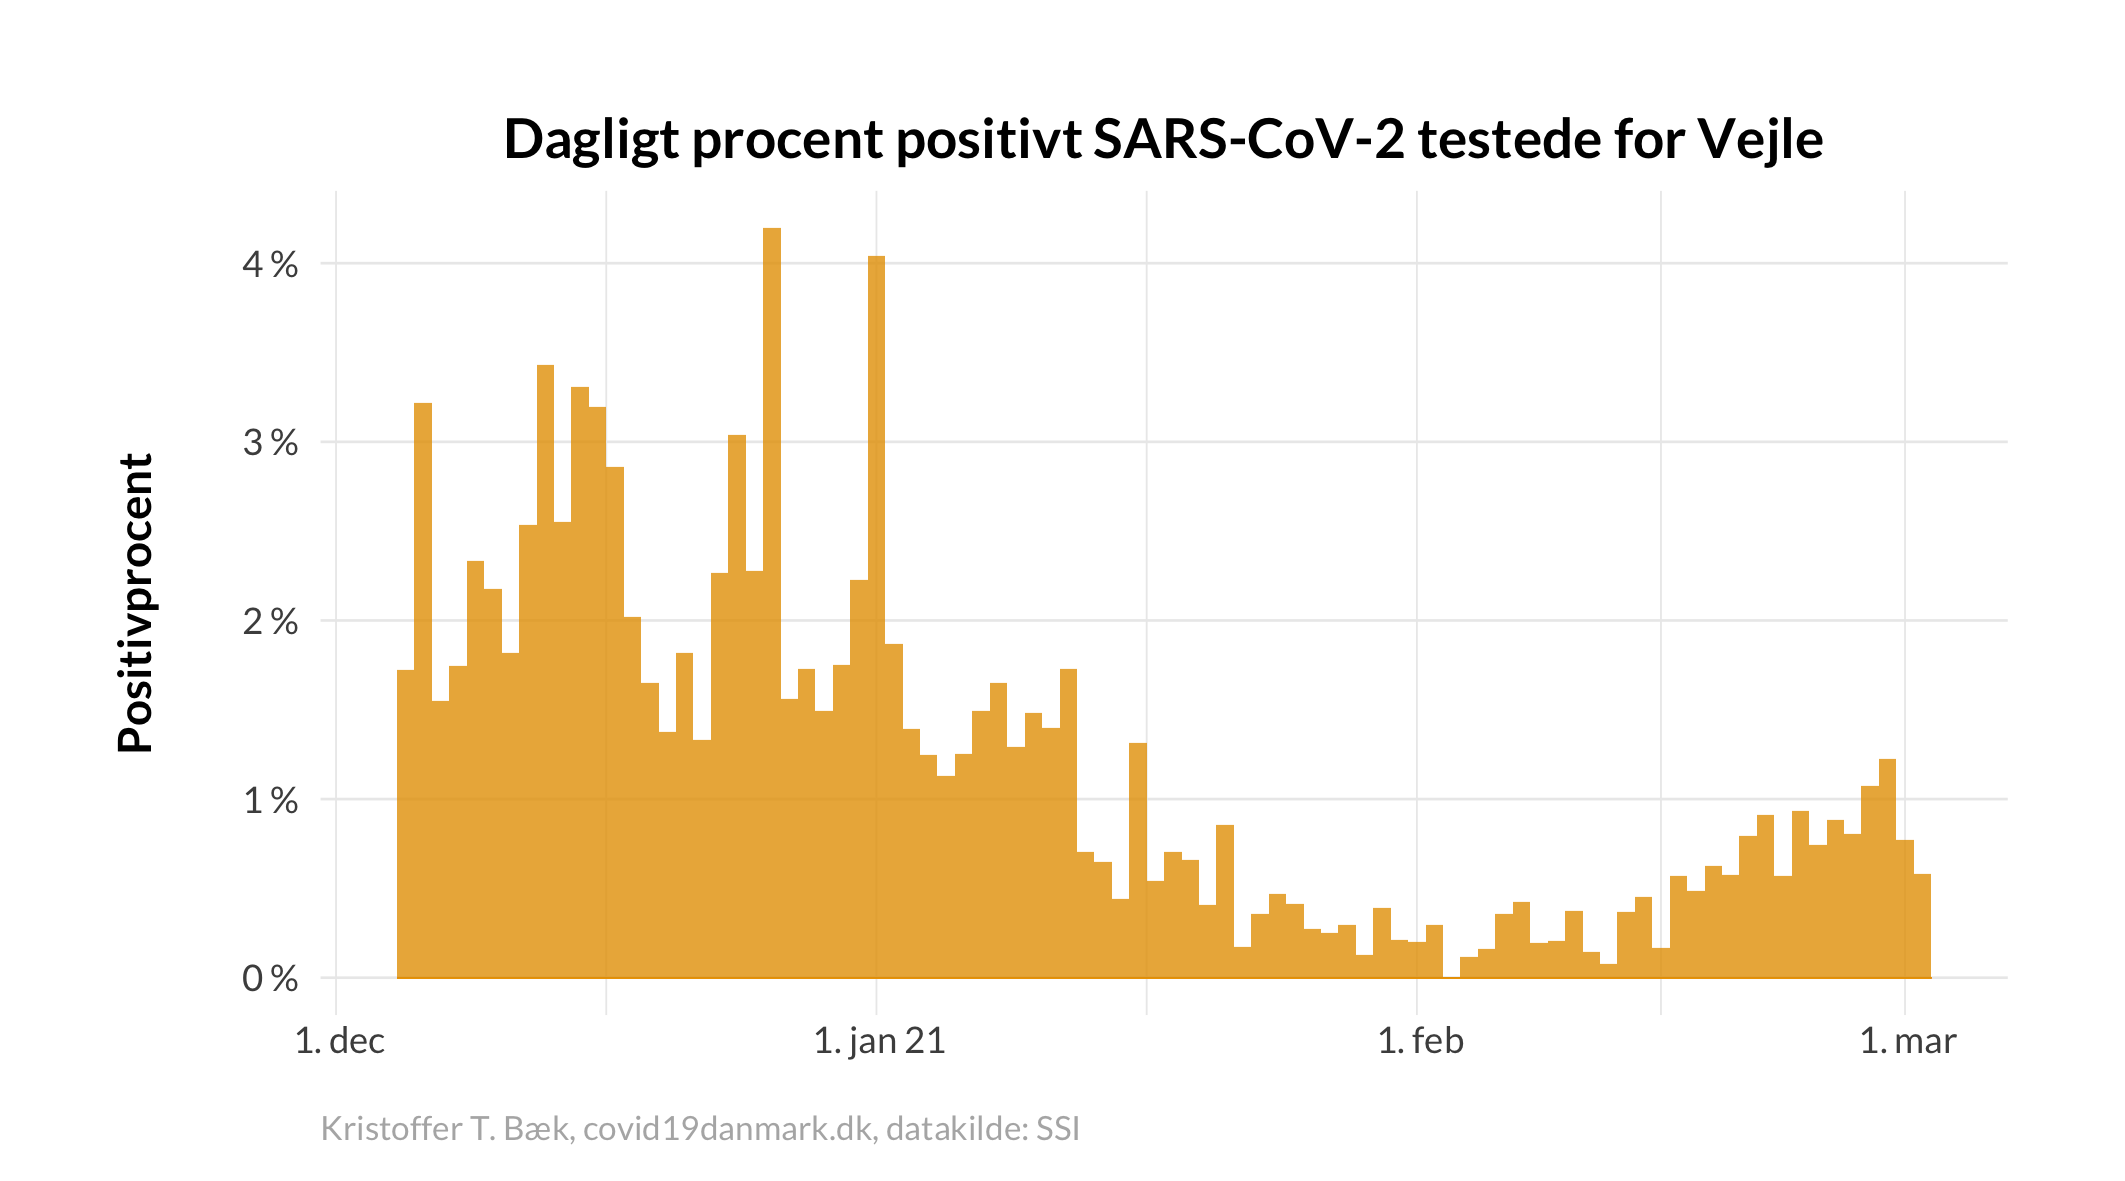 Dagligt procent positivt SARS-CoV-2 testede for Vejle
Positivprocent
4 %
3 %
2 %
1 %
0 %
1. dec
1. jan 21
1. feb
1. mar
Kristoffer T. Bæk, covid19danmark.dk, datakilde: SSI